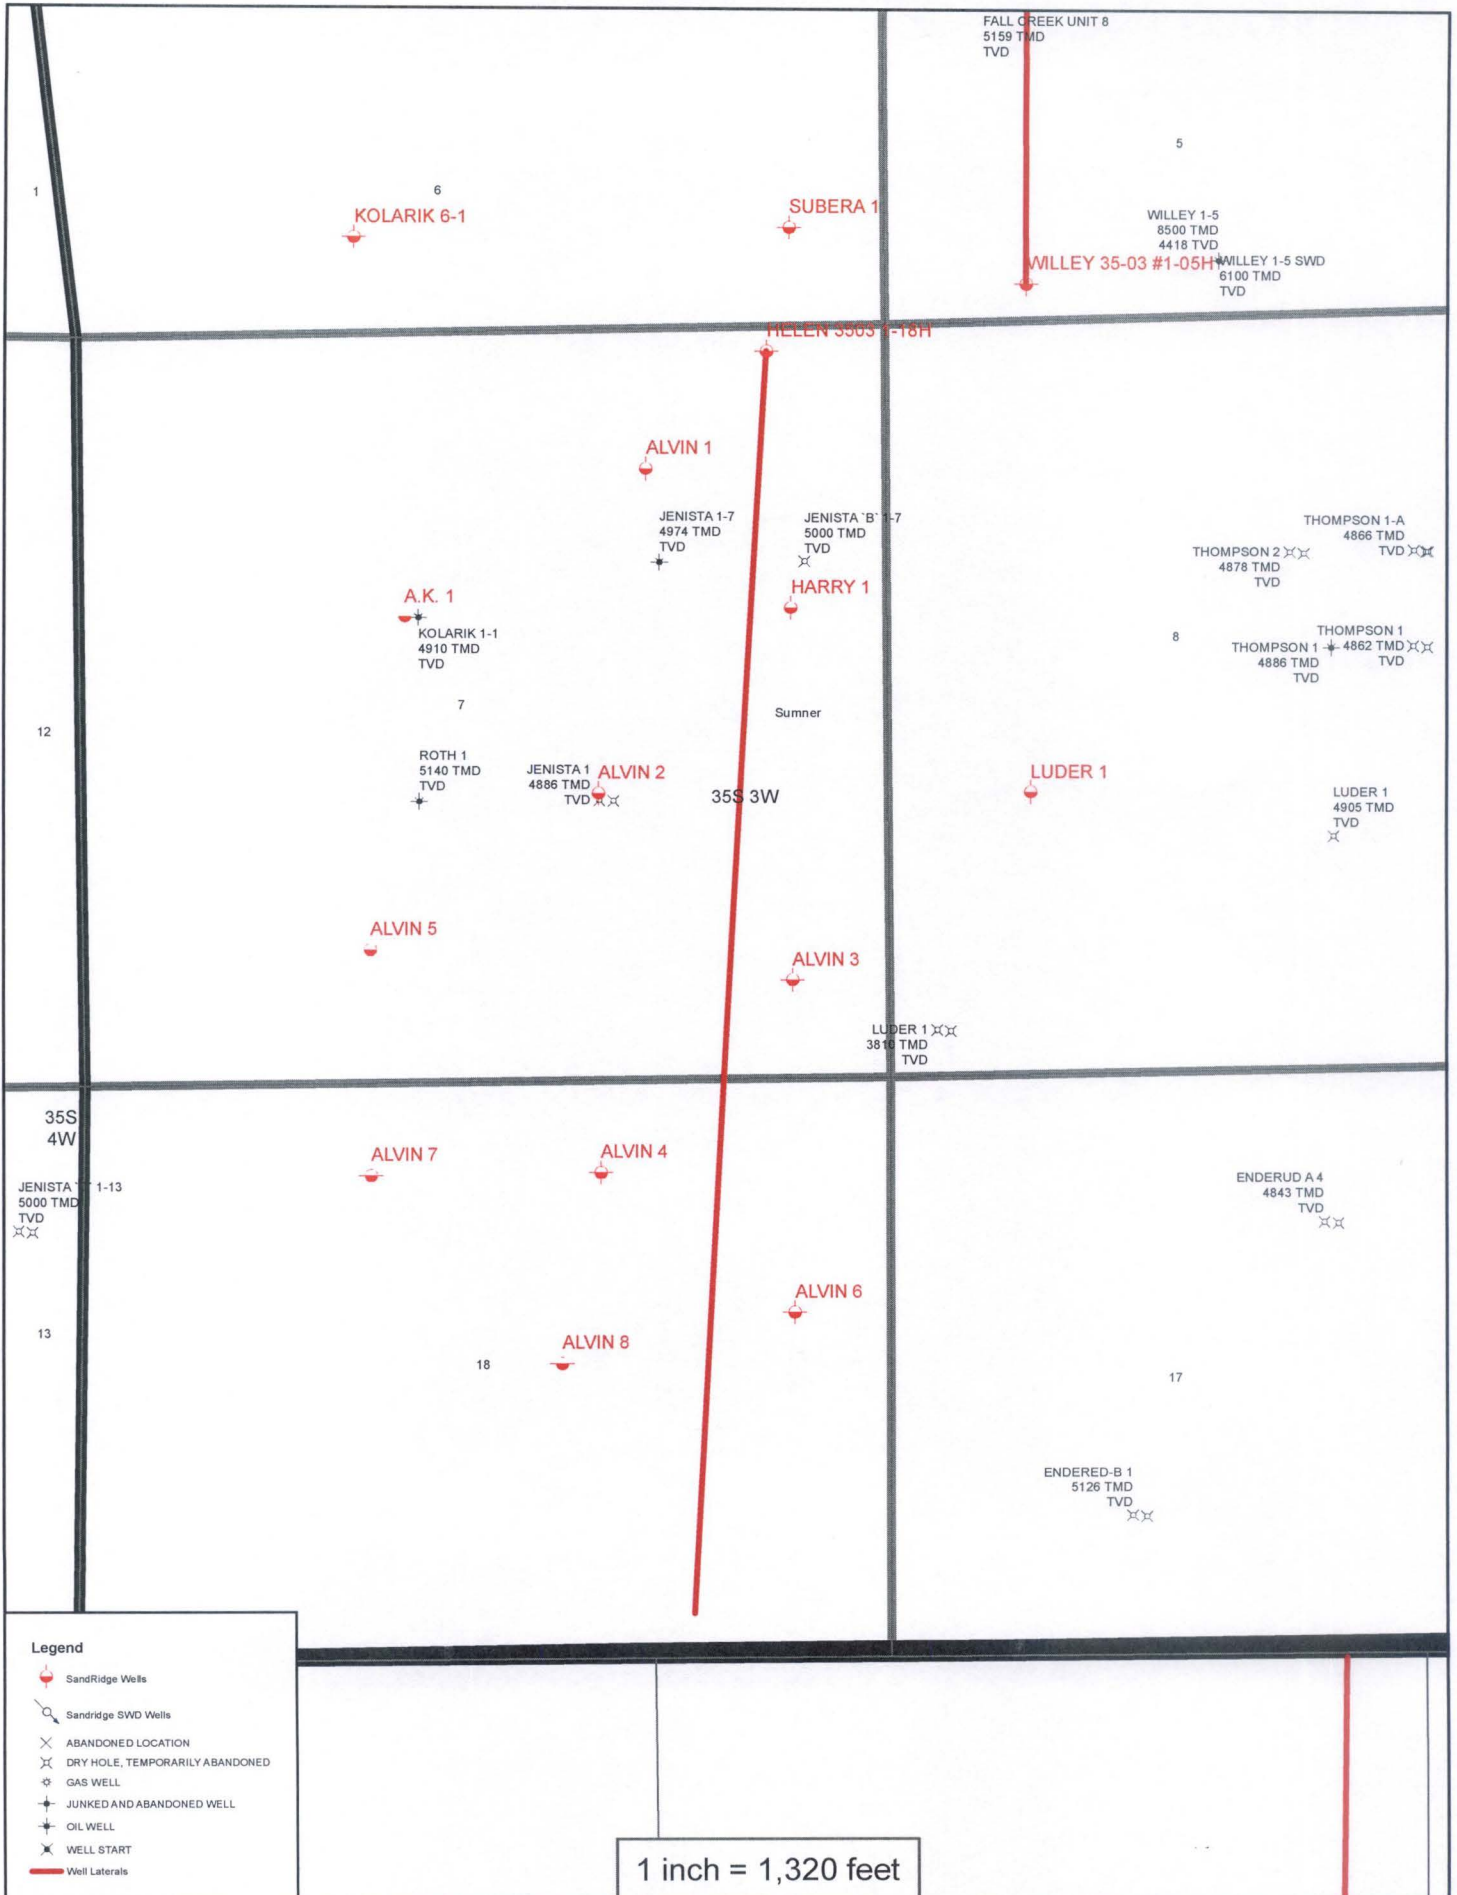 FALL CREEK UNIT 8
5159 TMD
TVD
5
1
6
KOLARIK 6-1
SUBERA 1
WILLEY 1-5
8500 TMD
4418 TVD
WILLEY 35-03 #1-05H
WILLEY 1-5 SWD
6100 TMD
TVD
HELEN 3503 1-18H
ALVIN 1
JENISTA 1-7
4974 TMD
TVD
JENISTA `B` 1-7
5000 TMD
TVD
THOMPSON 1-A
4866 TMD
TVD
THOMPSON 2
4878 TMD
TVD
A.K. 1
HARRY 1
KOLARIK 1-1
4910 TMD
TVD
8
THOMPSON 1
4886 TMD
TVD
THOMPSON 1
4862 TMD
TVD
7
Sumner
12
ROTH 1
5140 TMD
TVD
JENISTA 1
4886 TMD
TVD
ALVIN 2
35S 3W
LUDER 1
LUDER 1
4905 TMD
TVD
ALVIN 5
ALVIN 3
LUDER 1
3810 TMD
TVD
35S
4W
ALVIN 7
ALVIN 4
JENISTA 1-13
5000 TMD
TVD
ENDERUD A 4
4843 TMD
TVD
ALVIN 6
13
ALVIN 8
18
17
ENDERED-B 1
5126 TMD
TVD
Legend
SandRidge Wells
Sandridge SWD Wells
ABANDONED LOCATION
DRY HOLE, TEMPORARILY ABANDONED
GAS WELL
JUNKED AND ABANDONED WELL
OIL WELL
WELL START
Well Laterals
1 inch = 1,320 feet